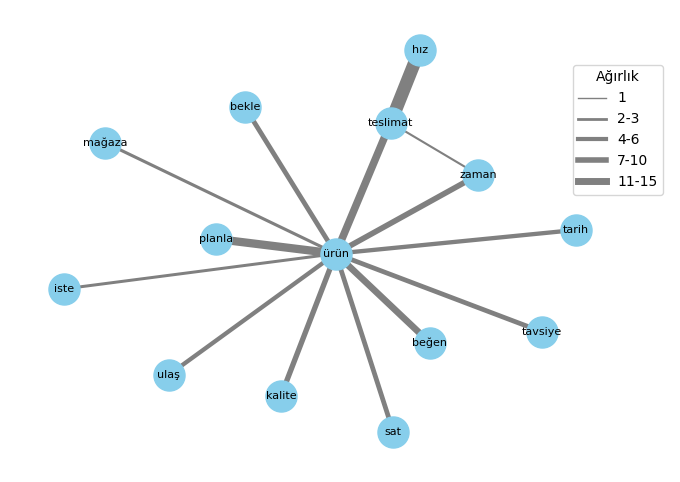 hız
Ağırlık
1
2-3
4-6
7-10
11-15
bekle
teslimat
mağaza
zaman
planla
tarih
ürün
iste
tavsiye
beğen
ulaş
kalite
sat